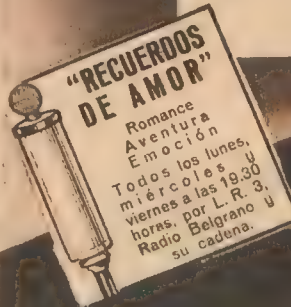 "RECUERDOS
DE AMOR"
Romance
Aventura
Emoción
Todos los lunes,
miércoles y
viernes a las 19.30
horas, por L. R. 3,
Radio Belgrano y
su cadena.